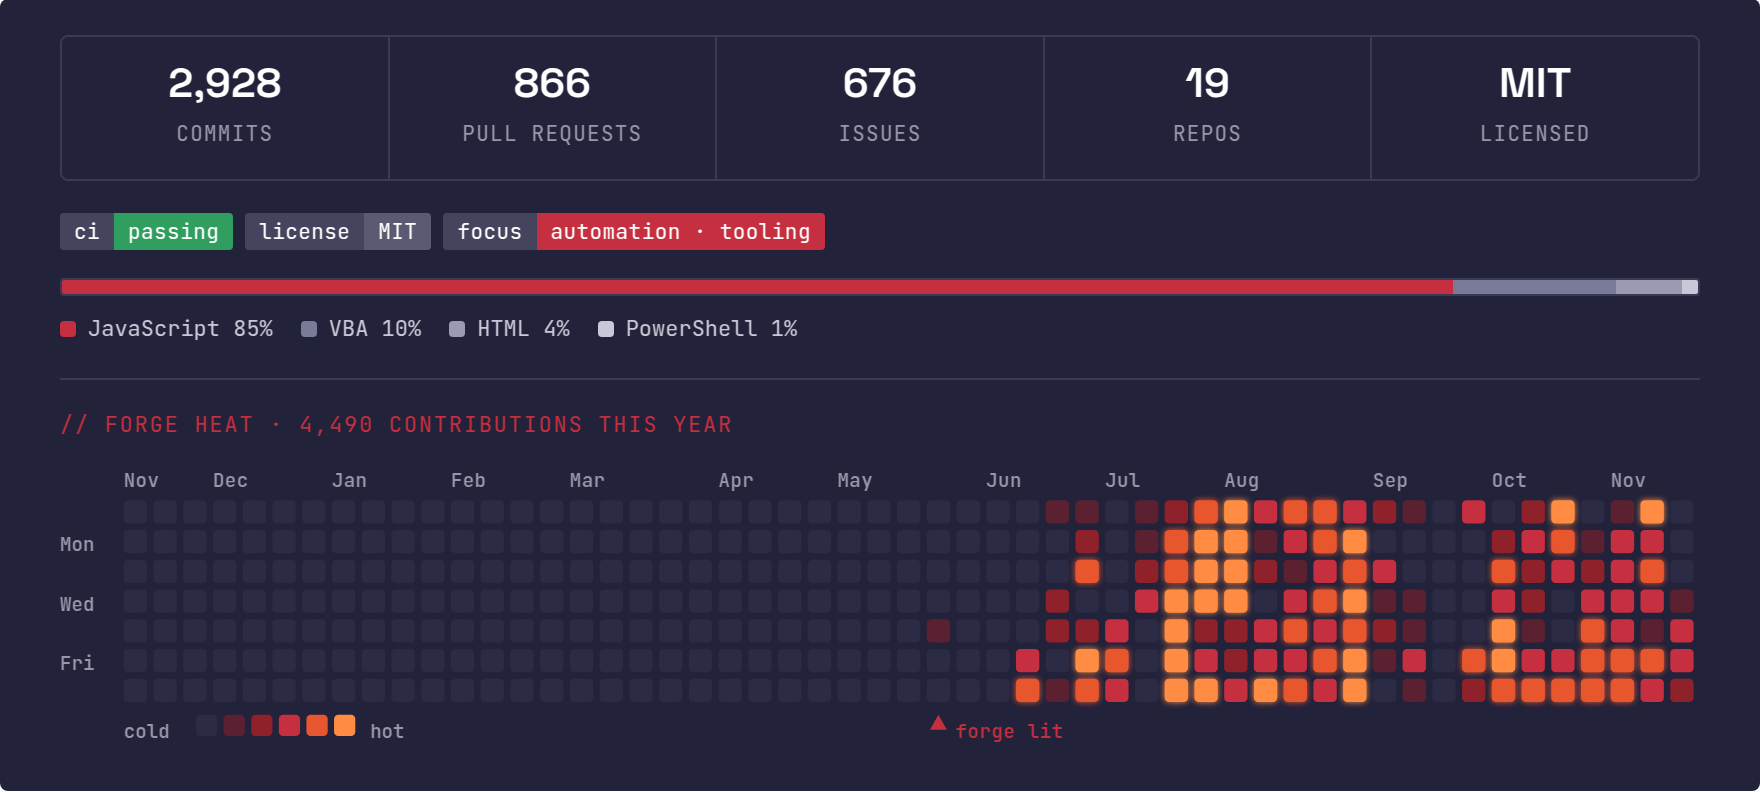 2,928 866 676 19 MIT
COMMITS PULL REQUESTS ISSUES REPOS LICENSED
ci passing license MIT focus automation · tooling
JavaScript 85% VBA 10% HTML 4% PowerShell 1%
// FORGE HEAT · 4,490 CONTRIBUTIONS THIS YEAR
Nov Dec Jan Feb Mar Apr May Jun Jul Aug Sep Oct Nov
Mon
Wed
Fri
cold hot forge lit